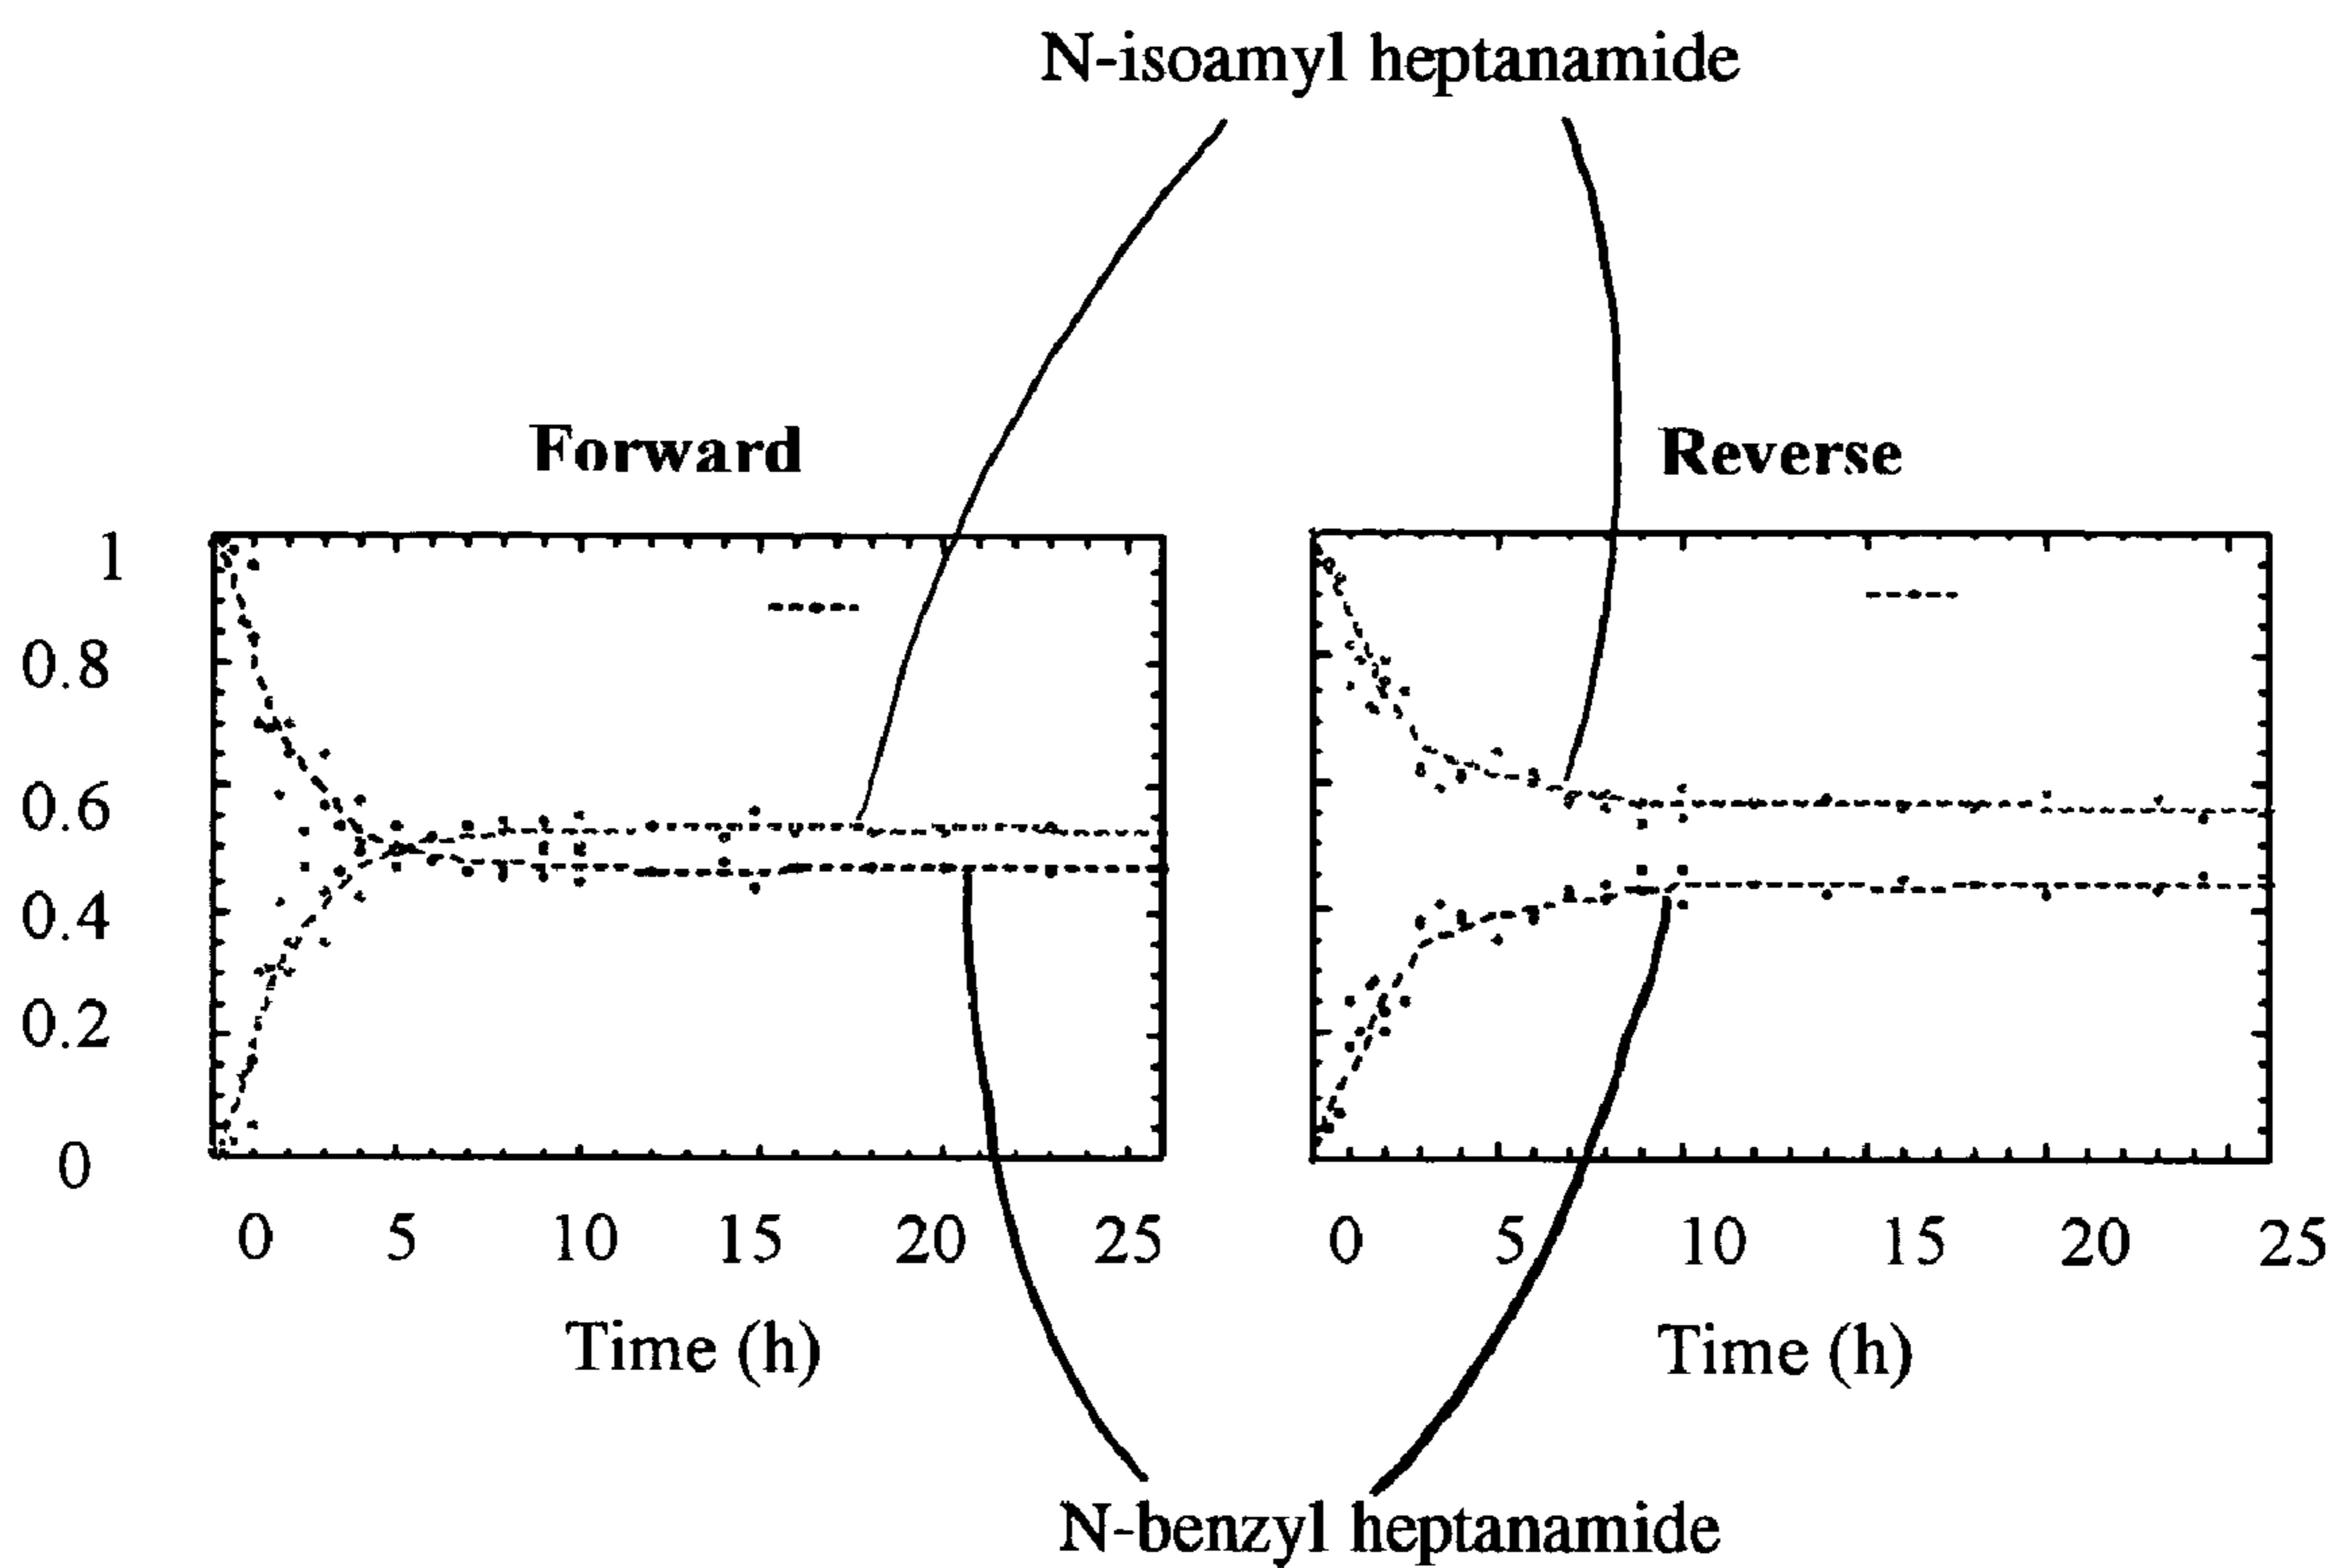 N-isoamyl heptanamide
Forward
Reverse
1
0.8
0.6
0.4
0.2
0
0 5 10 15 20 25
0 5 10 15 20 25
Time (h)
Time (h)
N-benzyl heptanamide